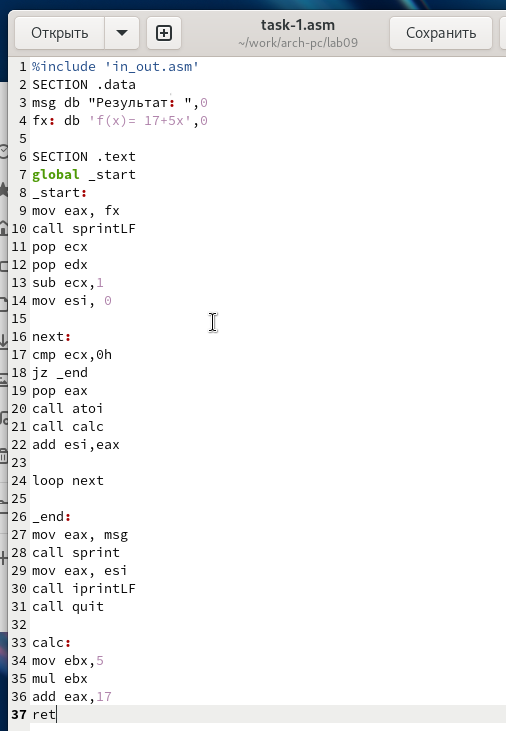 Открыть
task-1.asm
~/work/arch-pc/lab09
Сохранить
1 %include 'in_out.asm'
2 SECTION .data
3 msg db "Результат: ",0
4 fx: db 'f(x)= 17+5x',0
5
6 SECTION .text
7 global _start
8 _start:
9 mov eax, fx
10 call sprintLF
11 pop ecx
12 pop edx
13 sub ecx,1
14 mov esi, 0
15
16 next:
17 cmp ecx,0h
18 jz _end
19 pop eax
20 call atoi
21 call calc
22 add esi,eax
23
24 loop next
25
26 _end:
27 mov eax, msg
28 call sprint
29 mov eax, esi
30 call iprintLF
31 call quit
32
33 calc:
34 mov ebx,5
35 mul ebx
36 add eax,17
37 ret